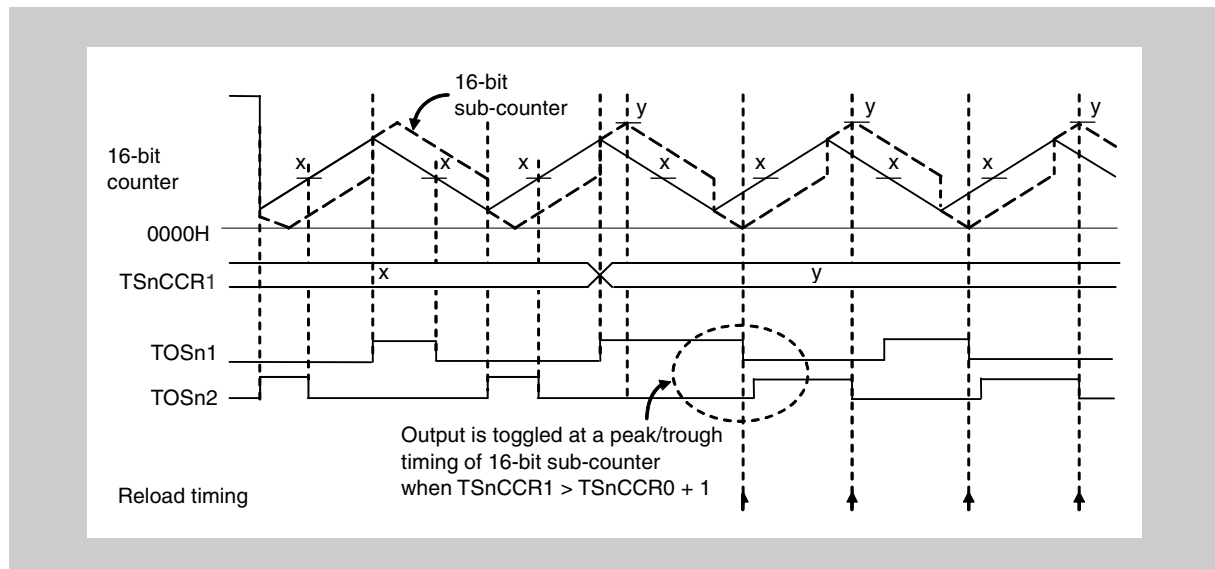 16-bit
sub-counter
y
y
y
16-bit
counter
x
x
x
x
x
x
x
0000H
TSnCCR1
x
y
TOSn1
TOSn2
Output is toggled at a peak/trough
timing of 16-bit sub-counter
when TSnCCR1 > TSnCCR0 + 1
Reload timing